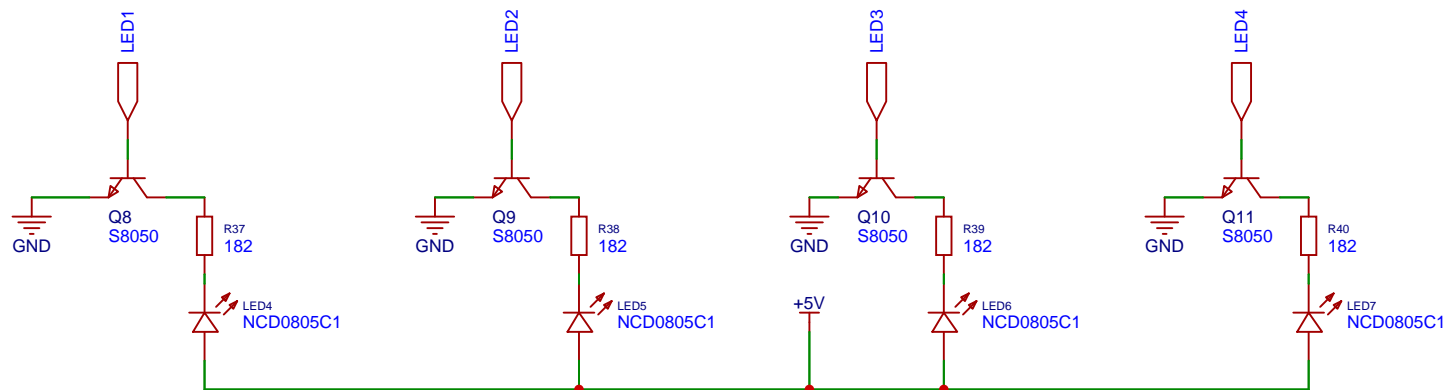 LED1
LED2
LED3
LED4
Q8
S8050
GND
R37
182
LED4
NCD0805C1
Q9
S8050
GND
R38
182
LED5
NCD0805C1
Q10
S8050
GND
R39
182
+5V
LED6
NCD0805C1
Q11
S8050
GND
R40
182
LED7
NCD0805C1